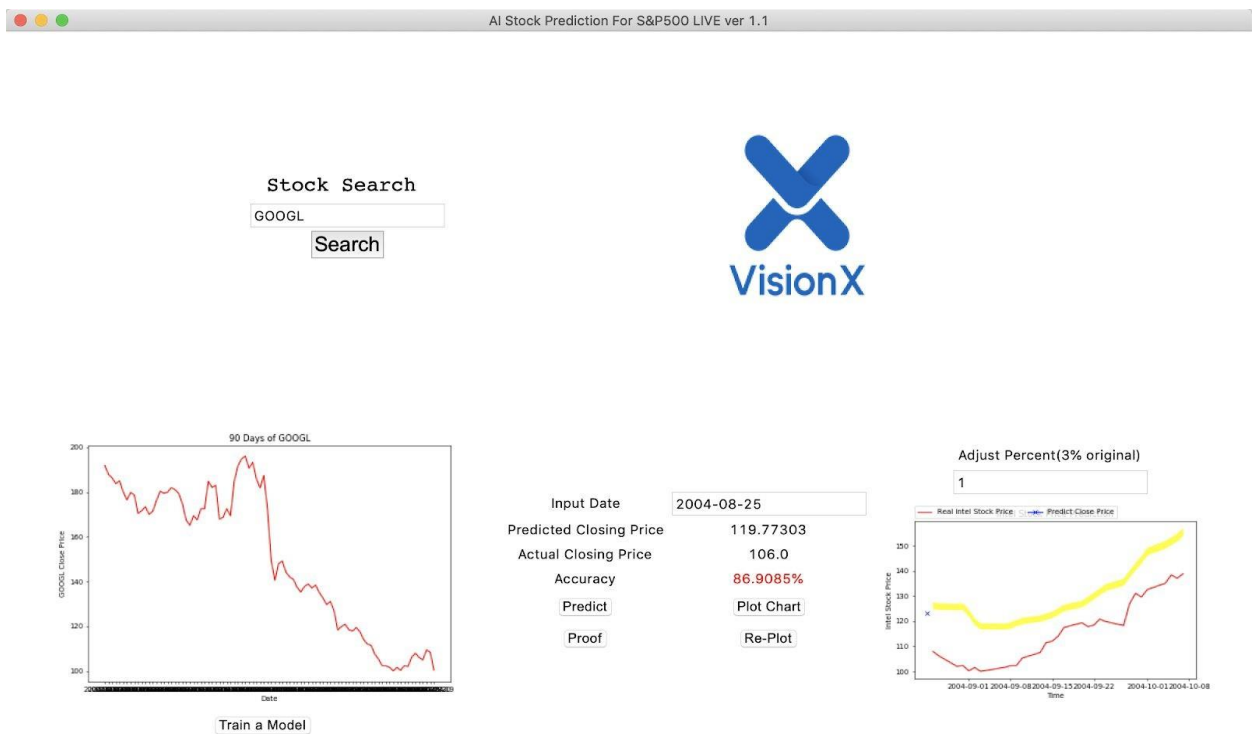 AI Stock Prediction For S&P500 LIVE ver 1.1
Stock Search
GOOGL
Search
VisionX
90 Days of GOOGL
200
180
160
140
120
100
GOOGL Close Price
Date
Train a Model
Input Date 2004-08-25
Predicted Closing Price 119.77303
Actual Closing Price 106.0
Accuracy 86.9085%
Predict Plot Chart
Proof Re-Plot
Adjust Percent(3% original)
1
Real Intel Stock Price Predict Close Price
150
140
130
120
110
100
Intel Stock Price
2004-09-01 2004-09-08 2004-09-15 2004-09-22 2004-10-01 2004-10-08
Time